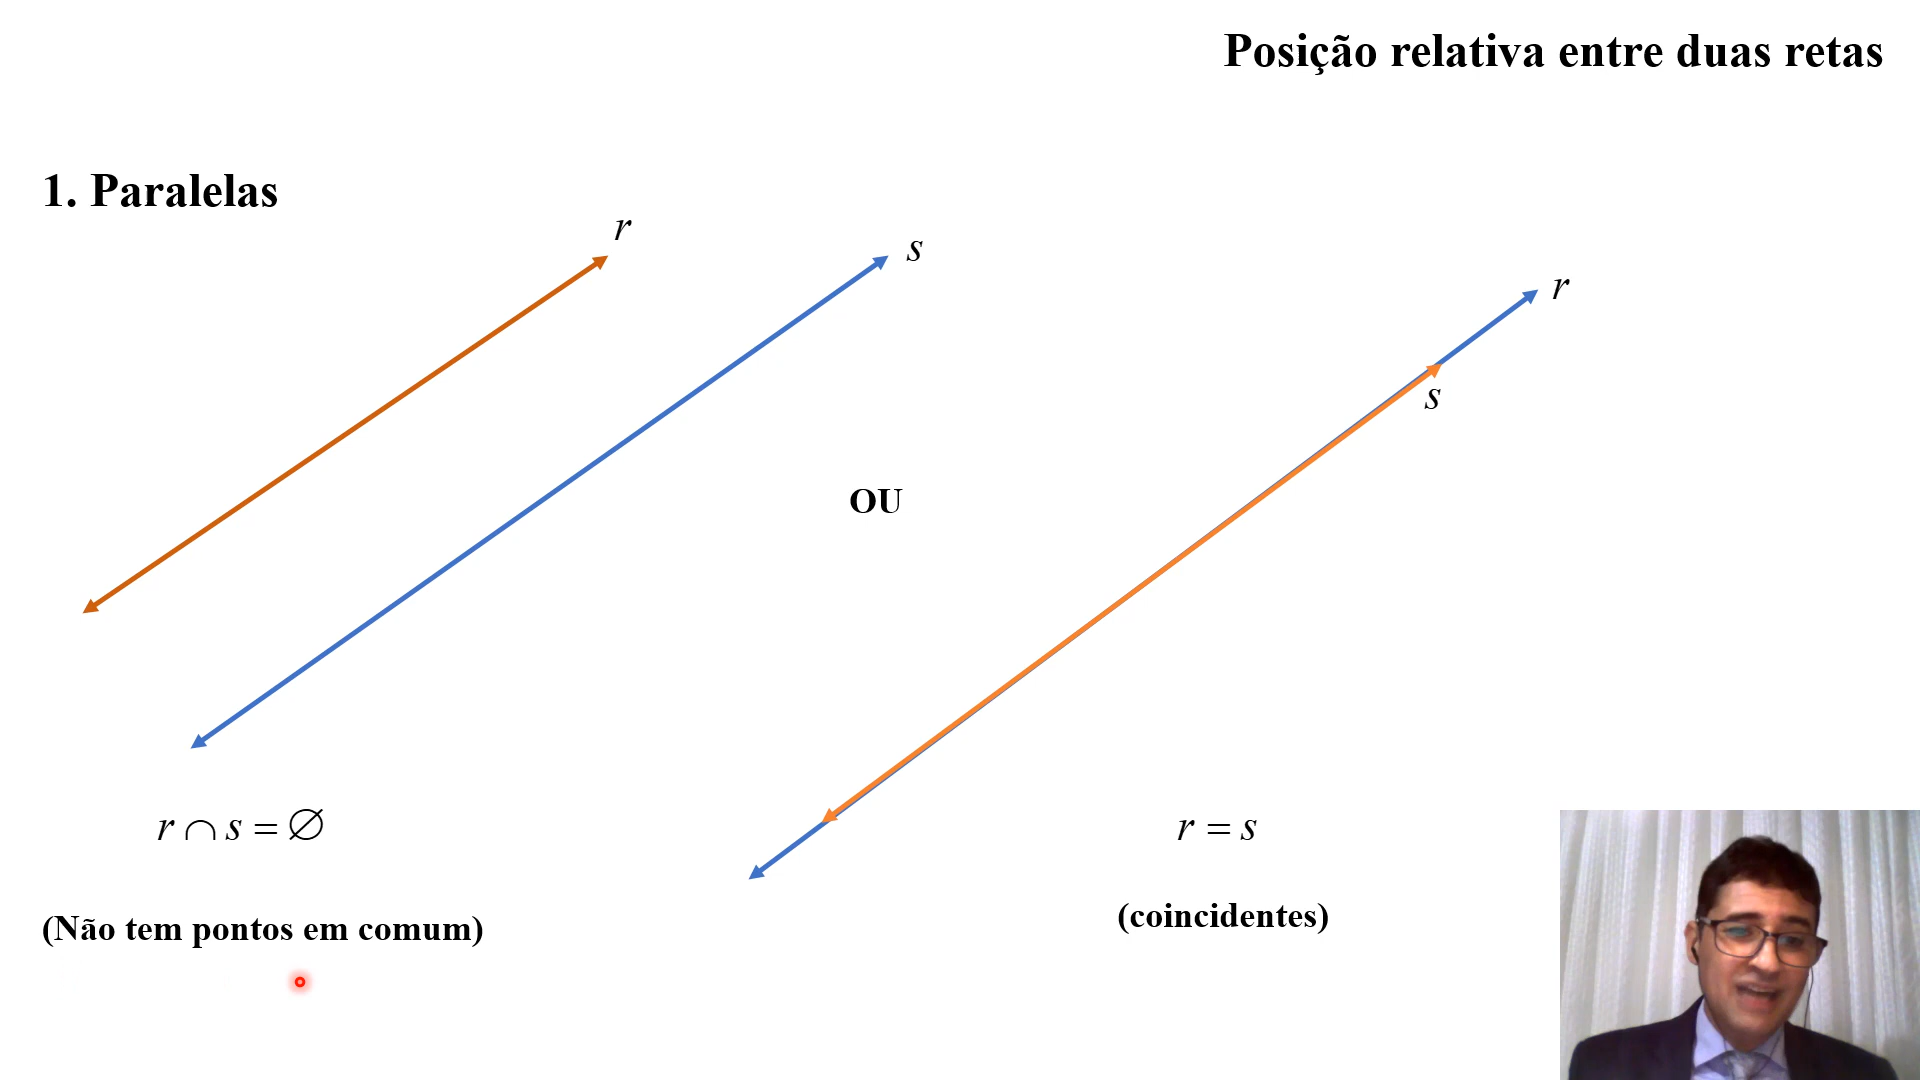 Posição relativa entre duas retas
1. Paralelas
r
s
r
s
OU
r ∩ s = ∅
r = s
(Não tem pontos em comum)
(coincidentes)